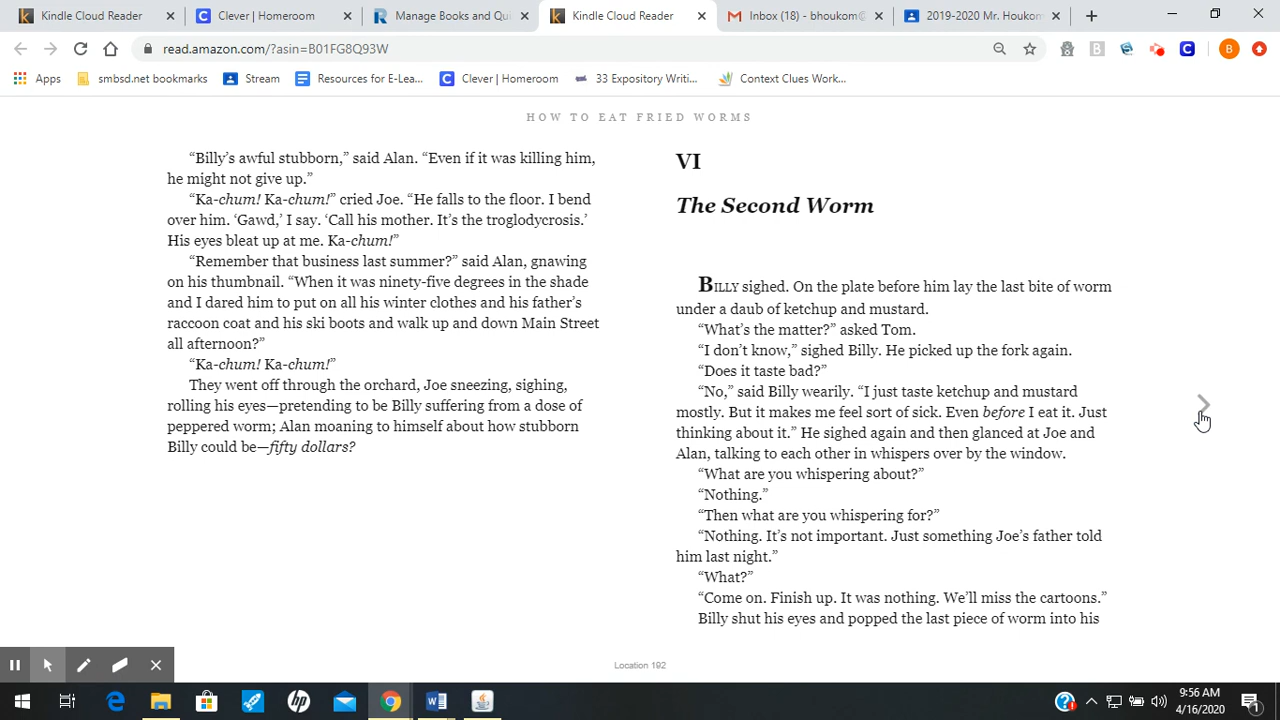 Kindle Cloud Reader
Clever | Homeroom
Manage Books and Qui
Kindle Cloud Reader
Inbox (18) - bhoukom@
2019-2020 Mr. Houkom
read.amazon.com/?asin=B01FG8Q93W
Apps
smbsd.net bookmarks
Stream
Resources for E-Lea...
Clever | Homeroom
33 Expository Writi...
Context Clues Work...
HOW TO EAT FRIED WORMS
“Billy’s awful stubborn,” said Alan. “Even if it was killing him,
he might not give up.”
“Ka-chum! Ka-chum!” cried Joe. “He falls to the floor. I bend
over him. ‘Gawd,’ I say. ‘Call his mother. It’s the troglodycrosis.’
His eyes bleat up at me. Ka-chum!”
“Remember that business last summer?” said Alan, gnawing
on his thumbnail. “When it was ninety-five degrees in the shade
and I dared him to put on all his winter clothes and his father’s
raccoon coat and his ski boots and walk up and down Main Street
all afternoon?”
“Ka-chum! Ka-chum!”
They went off through the orchard, Joe sneezing, sighing,
rolling his eyes—pretending to be Billy suffering from a dose of
peppered worm; Alan moaning to himself about how stubborn
Billy could be—fifty dollars?
VI
The Second Worm
BILLY sighed. On the plate before him lay the last bite of worm
under a daub of ketchup and mustard.
“What’s the matter?” asked Tom.
“I don’t know,” sighed Billy. He picked up the fork again.
“Does it taste bad?”
“No,” said Billy wearily. “I just taste ketchup and mustard
mostly. But it makes me feel sort of sick. Even before I eat it. Just
thinking about it.” He sighed again and then glanced at Joe and
Alan, talking to each other in whispers over by the window.
“What are you whispering about?”
“Nothing.”
“Then what are you whispering for?”
“Nothing. It’s not important. Just something Joe’s father told
him last night.”
“What?”
“Come on. Finish up. It was nothing. We’ll miss the cartoons.”
Billy shut his eyes and popped the last piece of worm into his
Location 192
9:56 AM
4/16/2020